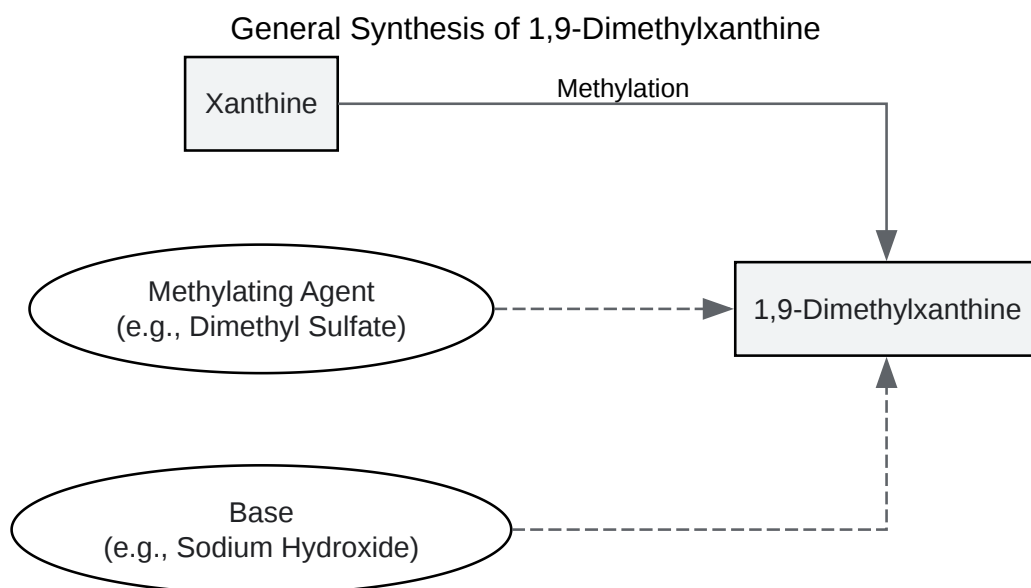 General Synthesis of 1,9-Dimethylxanthine
Xanthine
Methylation
Methylating Agent
(e.g., Dimethyl Sulfate)
1,9-Dimethylxanthine
Base
(e.g., Sodium Hydroxide)